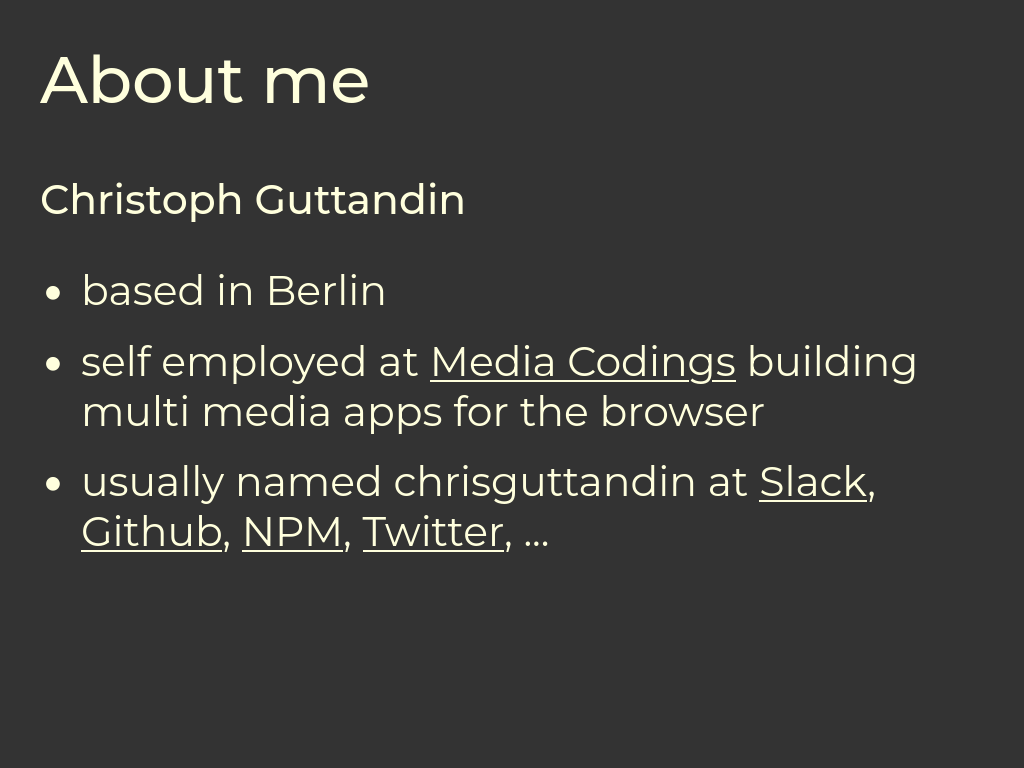 About me
Christoph Guttandin
• based in Berlin
• self employed at Media Codings building
multi media apps for the browser
• usually named chrisguttandin at Slack,
Github, NPM, Twitter, ...